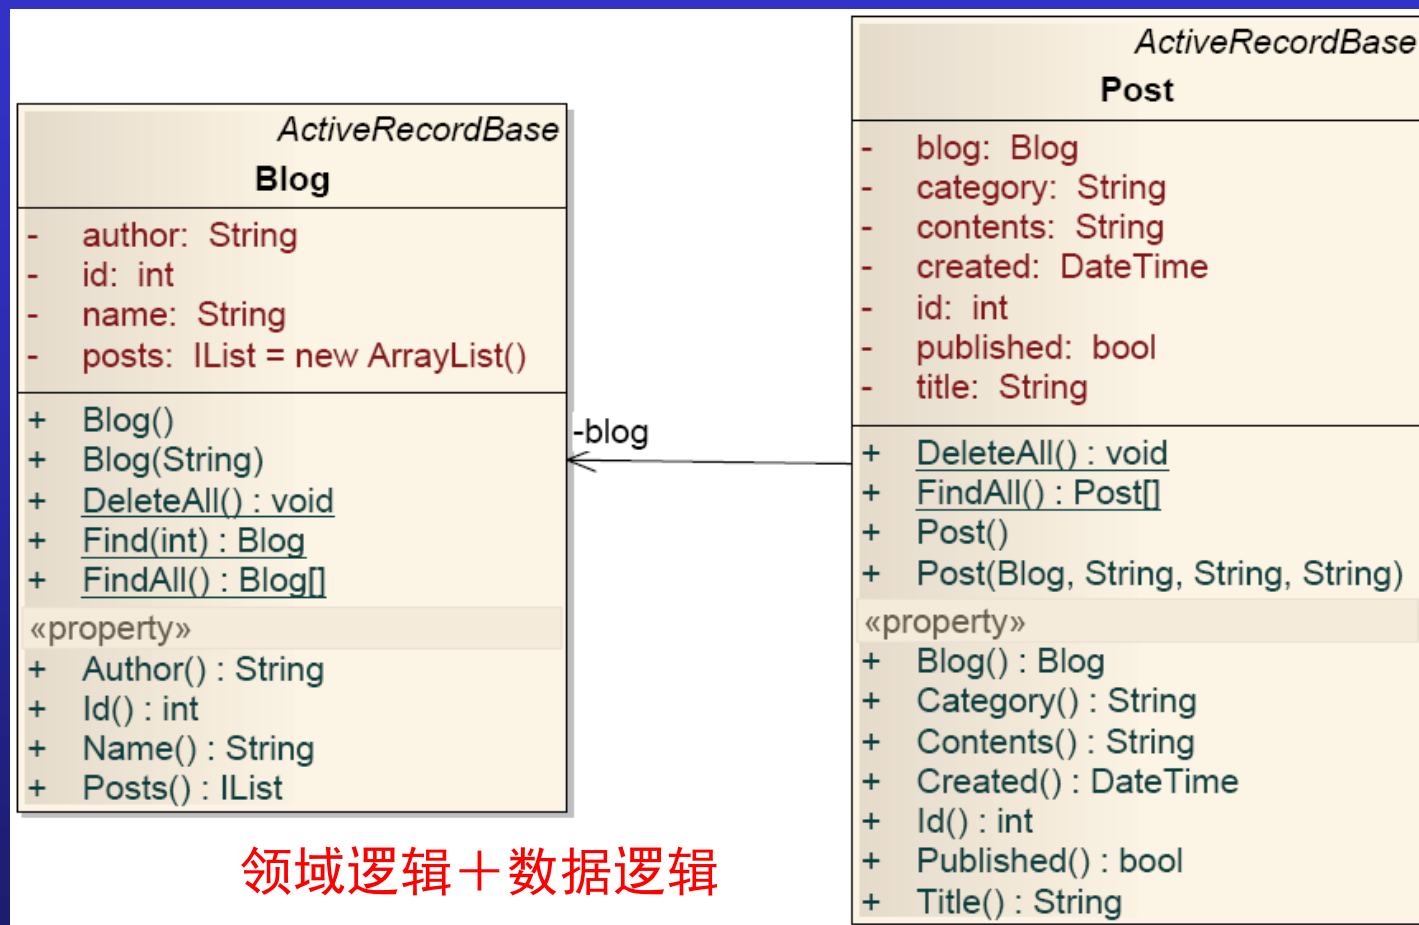 ActiveRecordBase
Blog
- author: String
- id: int
- name: String
- posts: IList = new ArrayList()
+ Blog()
+ Blog(String)
+ DeleteAll() : void
+ Find(int) : Blog
+ FindAll() : Blog[]
«property»
+ Author() : String
+ Id() : int
+ Name() : String
+ Posts() : IList
-blog
ActiveRecordBase
Post
- blog: Blog
- category: String
- contents: String
- created: DateTime
- id: int
- published: bool
- title: String
+ DeleteAll() : void
+ FindAll() : Post[]
+ Post()
+ Post(Blog, String, String, String)
«property»
+ Blog() : Blog
+ Category() : String
+ Contents() : String
+ Created() : DateTime
+ Id() : int
+ Published() : bool
+ Title() : String
领域逻辑＋数据逻辑